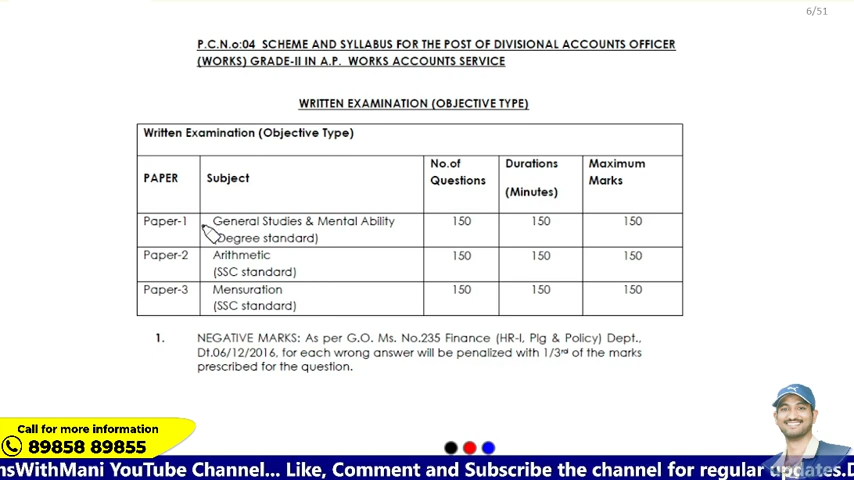 6/51
P.C.N.o:04 SCHEME AND SYLLABUS FOR THE POST OF DIVISIONAL ACCOUNTS OFFICER
(WORKS) GRADE-II IN A.P. WORKS ACCOUNTS SERVICE
WRITTEN EXAMINATION (OBJECTIVE TYPE)
Written Examination (Objective Type)
PAPER Subject No.of Questions Durations (Minutes) Maximum Marks
Paper-1 General Studies & Mental Ability 150 150 150
Degree standard)
Paper-2 Arithmetic 150 150 150
(SSC standard)
Paper-3 Mensuration 150 150 150
(SSC standard)
1. NEGATIVE MARKS: As per G.O. Ms. No.235 Finance (HR-I, Plg & Policy) Dept.,
Dt.06/12/2016, for each wrong answer will be penalized with 1/3rd of the marks
prescribed for the question.
Call for more information
89858 89855
nsWithMani YouTube Channel... Like, Comment and Subscribe the channel for regular updates.D